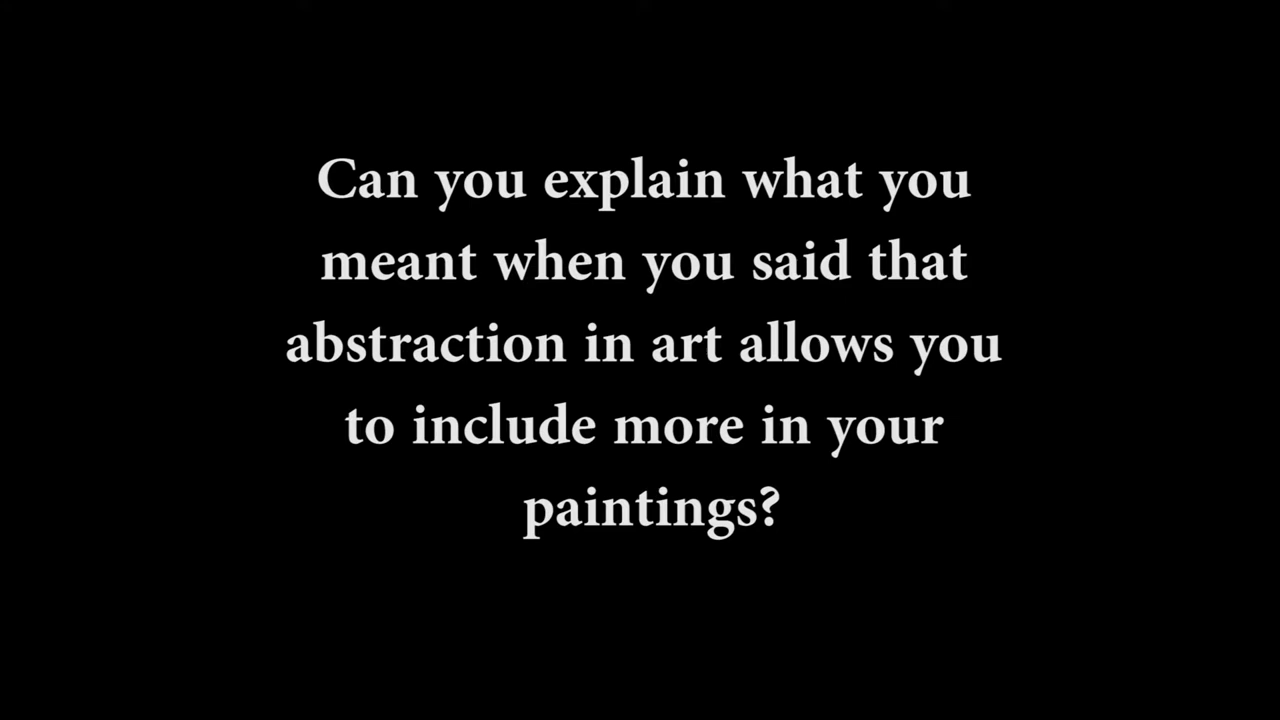 Can you explain what you
meant when you said that
abstraction in art allows you
to include more in your
paintings?